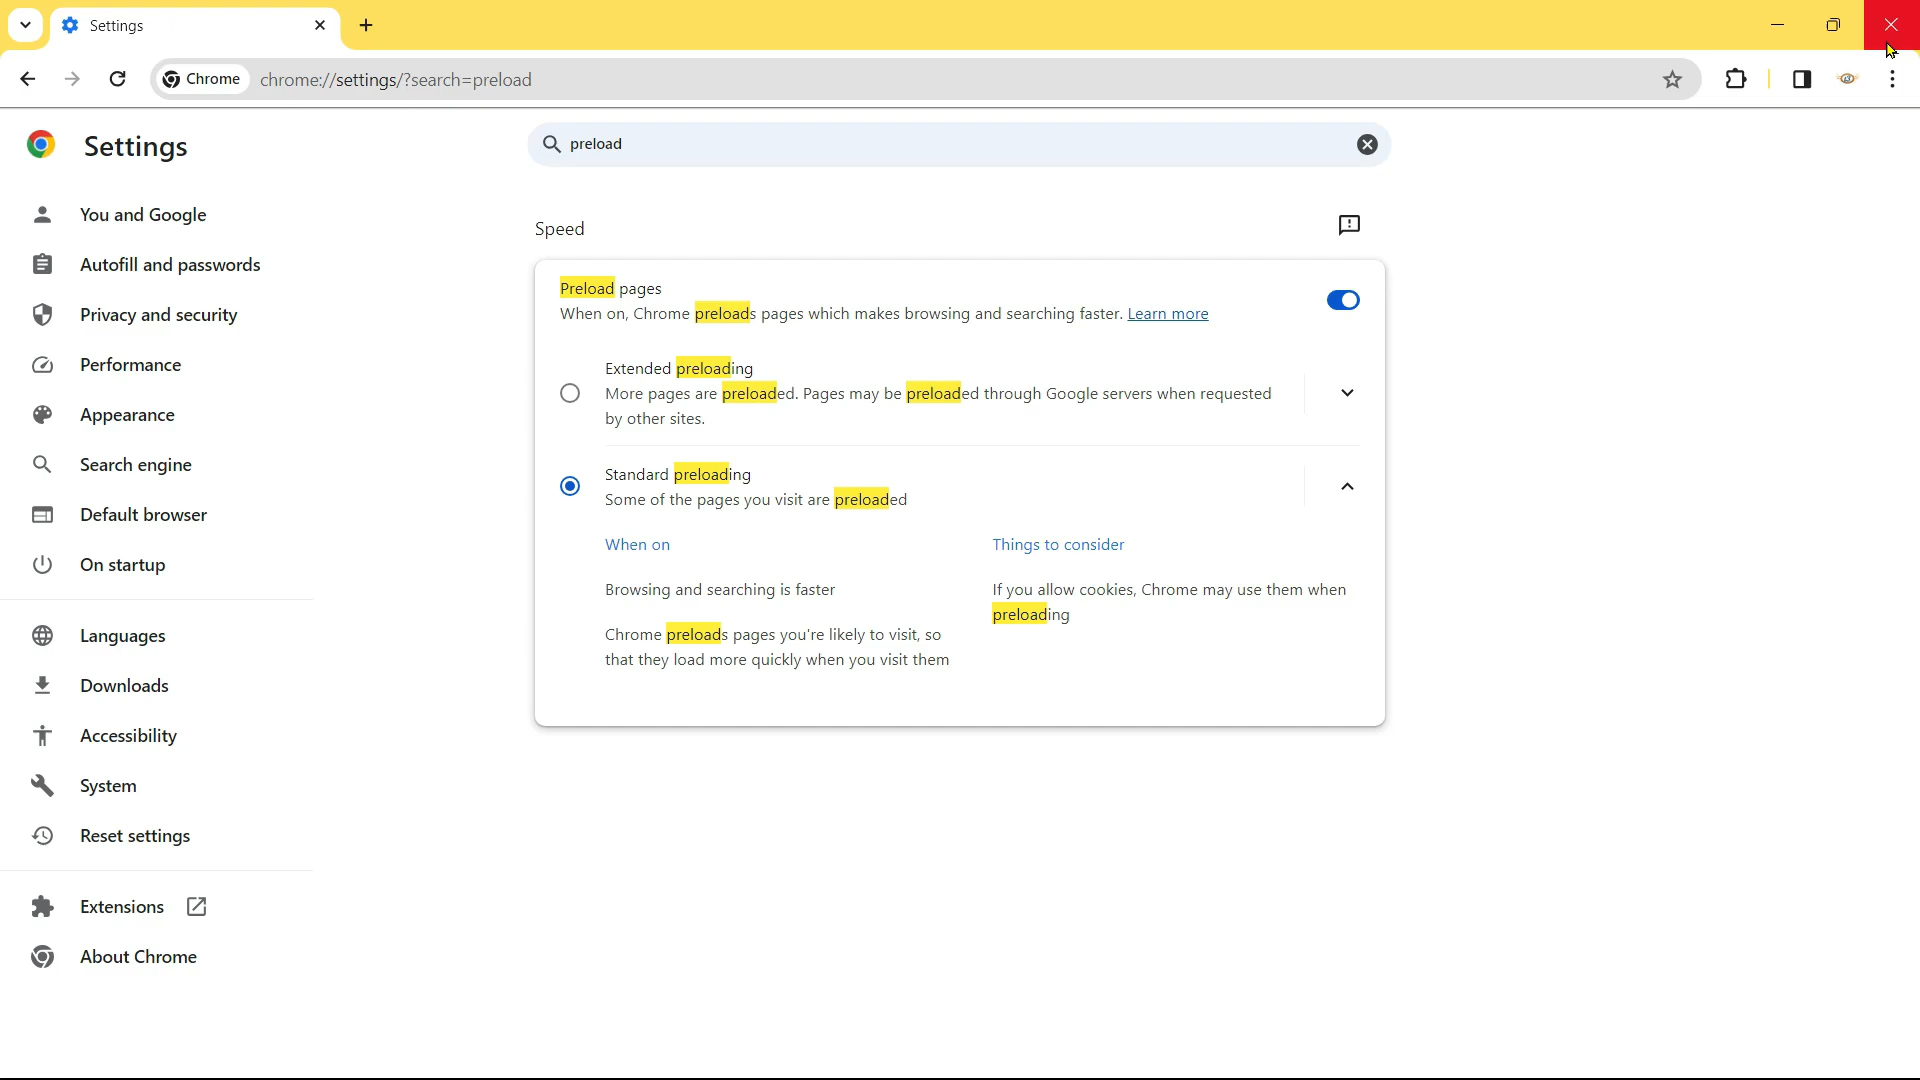 Settings
Chrome
chrome://settings/?search=preload
Settings
preload
You and Google
Autofill and passwords
Privacy and security
Performance
Appearance
Search engine
Default browser
On startup
Languages
Downloads
Accessibility
System
Reset settings
Extensions
About Chrome
Speed
Preload pages
When on, Chrome preloads pages which makes browsing and searching faster. Learn more
Extended preloading
More pages are preloaded. Pages may be preloaded through Google servers when requested
by other sites.
Standard preloading
Some of the pages you visit are preloaded
When on
Browsing and searching is faster
Chrome preloads pages you're likely to visit, so
that they load more quickly when you visit them
Things to consider
If you allow cookies, Chrome may use them when
preloading